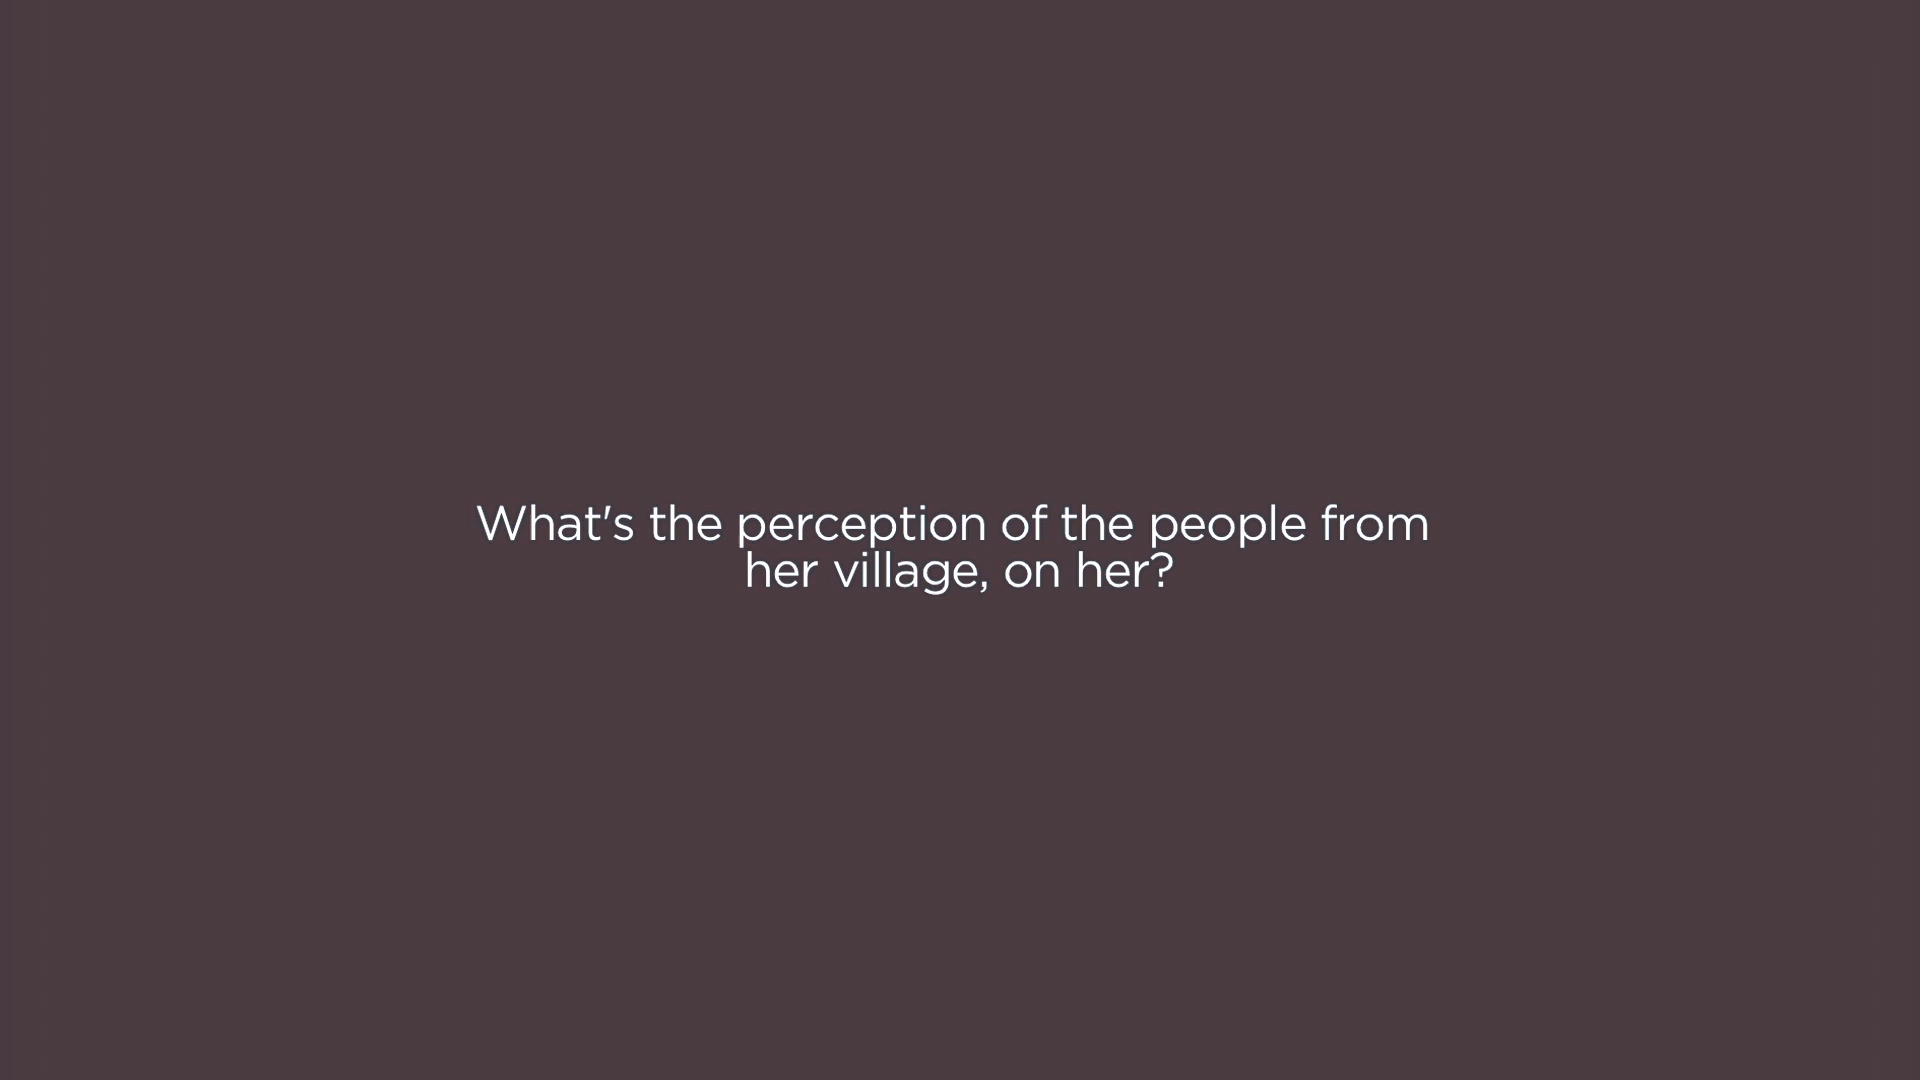 What's the perception of the people from
her village, on her?